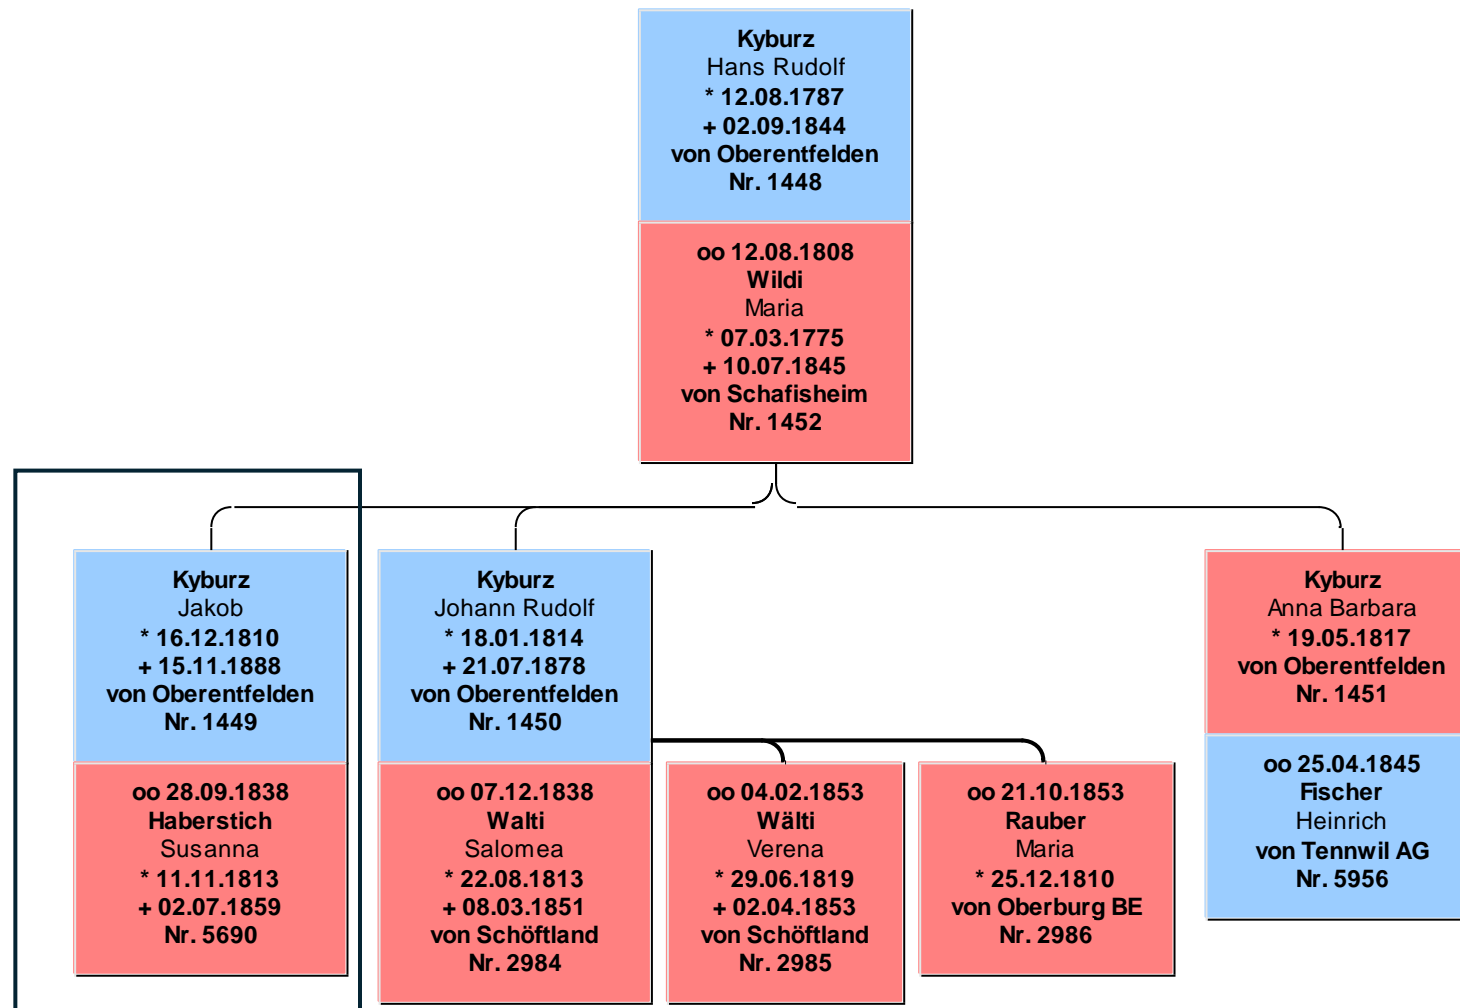 Kyburz
Hans Rudolf
* 12.08.1787
+ 02.09.1844
von Oberentfelden
Nr. 1448
oo 12.08.1808
Wildi
Maria
* 07.03.1775
+ 10.07.1845
von Schafisheim
Nr. 1452
Kyburz
Jakob
* 16.12.1810
+ 15.11.1888
von Oberentfelden
Nr. 1449
oo 28.09.1838
Haberstich
Susanna
* 11.11.1813
+ 02.07.1859
Nr. 5690
Kyburz
Johann Rudolf
* 18.01.1814
+ 21.07.1878
von Oberentfelden
Nr. 1450
oo 07.12.1838
Walti
Salomea
* 22.08.1813
+ 08.03.1851
von Schöftland
Nr. 2984
oo 04.02.1853
Wälti
Verena
* 29.06.1819
+ 02.04.1853
von Schöftland
Nr. 2985
oo 21.10.1853
Rauber
Maria
* 25.12.1810
von Oberburg BE
Nr. 2986
Kyburz
Anna Barbara
* 19.05.1817
von Oberentfelden
Nr. 1451
oo 25.04.1845
Fischer
Heinrich
von Tennwil AG
Nr. 5956